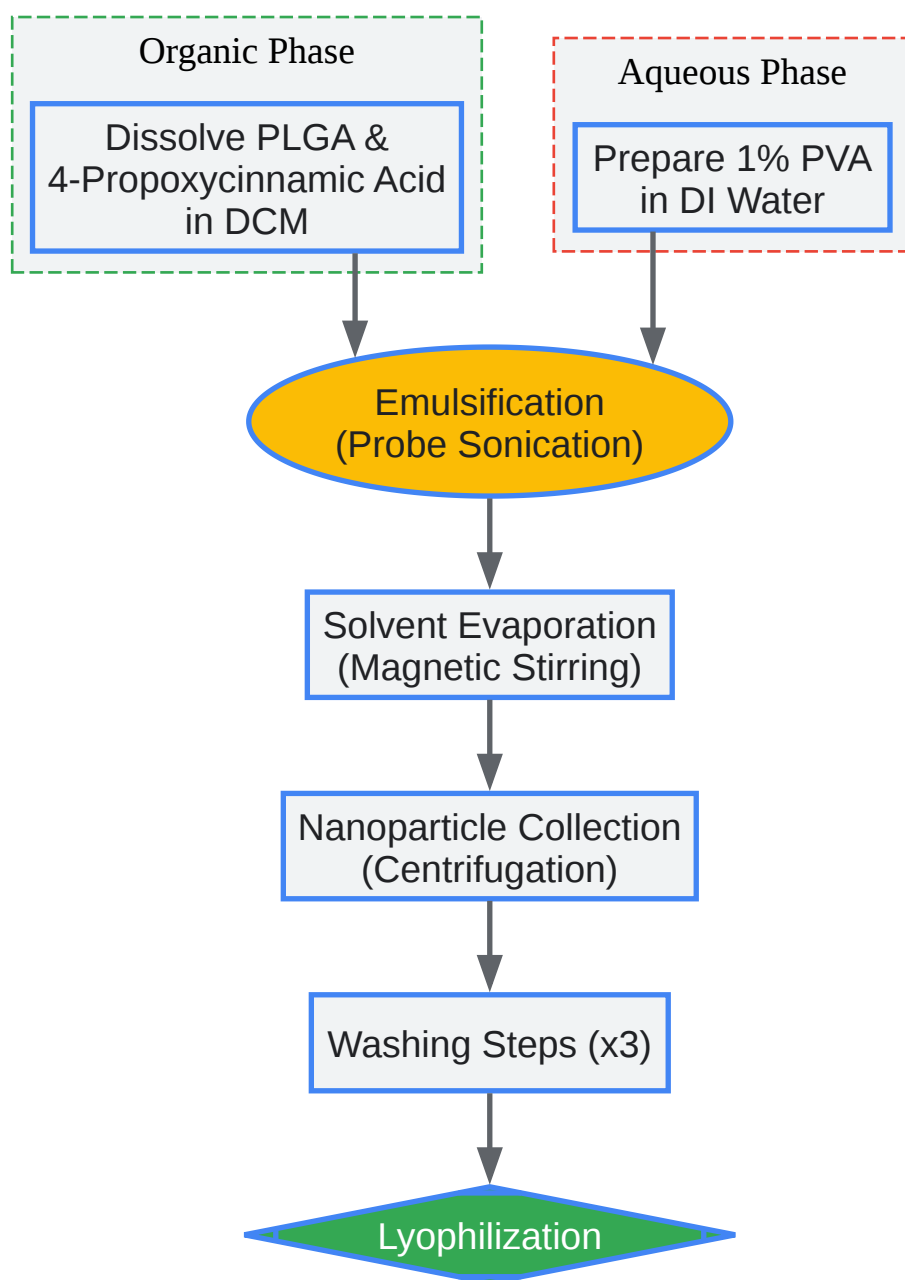 Organic Phase
Dissolve PLGA &
4-Propoxycinnamic Acid
in DCM
Aqueous Phase
Prepare 1% PVA
in DI Water
Emulsification
(Probe Sonication)
Solvent Evaporation
(Magnetic Stirring)
Nanoparticle Collection
(Centrifugation)
Washing Steps (x3)
Lyophilization